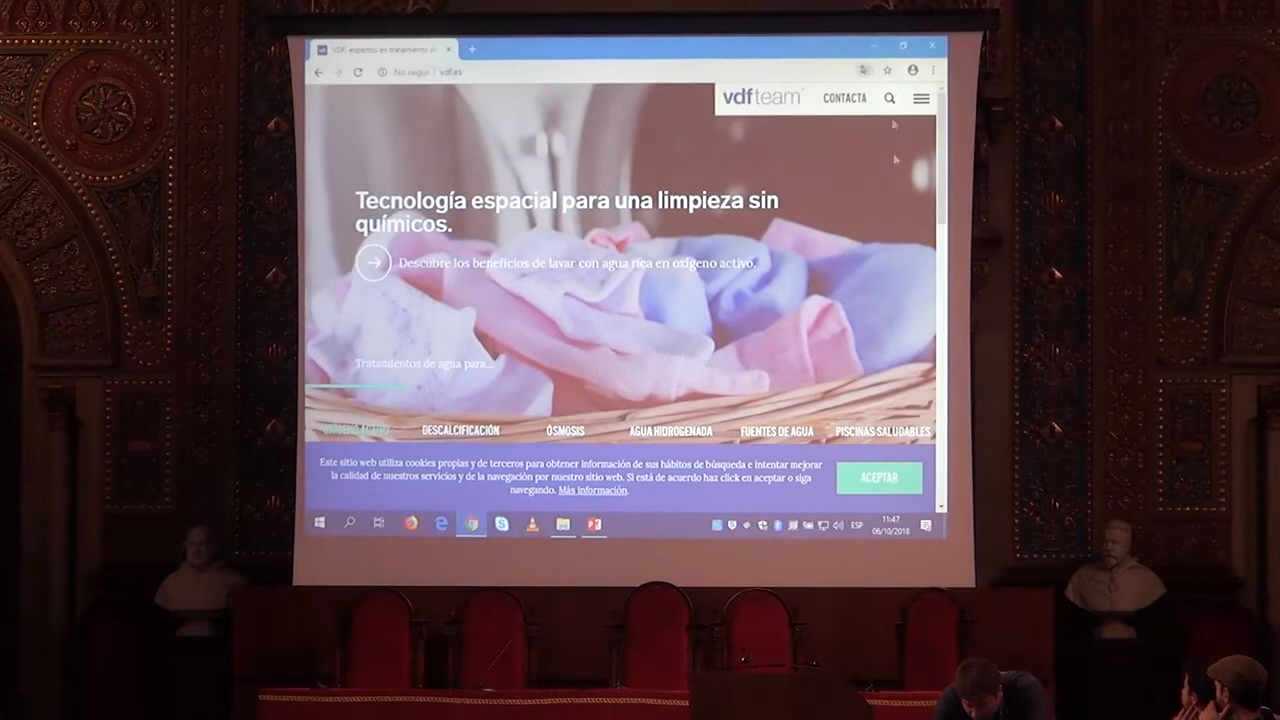 VDF, expertos en tratamiento
No segur | vdf.es
vdfteam
CONTACTA
Tecnología espacial para una limpieza sin
químicos.
Descubre los beneficios de lavar con agua rica en oxígeno activo.
Tratamientos de agua para...
OXÍGENO ACTIVO DESCALCIFICACIÓN ÓSMOSIS AGUA HIDROGENADA FUENTES DE AGUA PISCINAS SALUDABLES
Este sitio web utiliza cookies propias y de terceros para obtener información de sus hábitos de búsqueda e intentar mejorar
la calidad de nuestros servicios y de la navegación por nuestro sitio web. Si está de acuerdo haz click en aceptar o siga
navegando. Más información.
ACEPTAR
ESP
11:47
06/10/2018